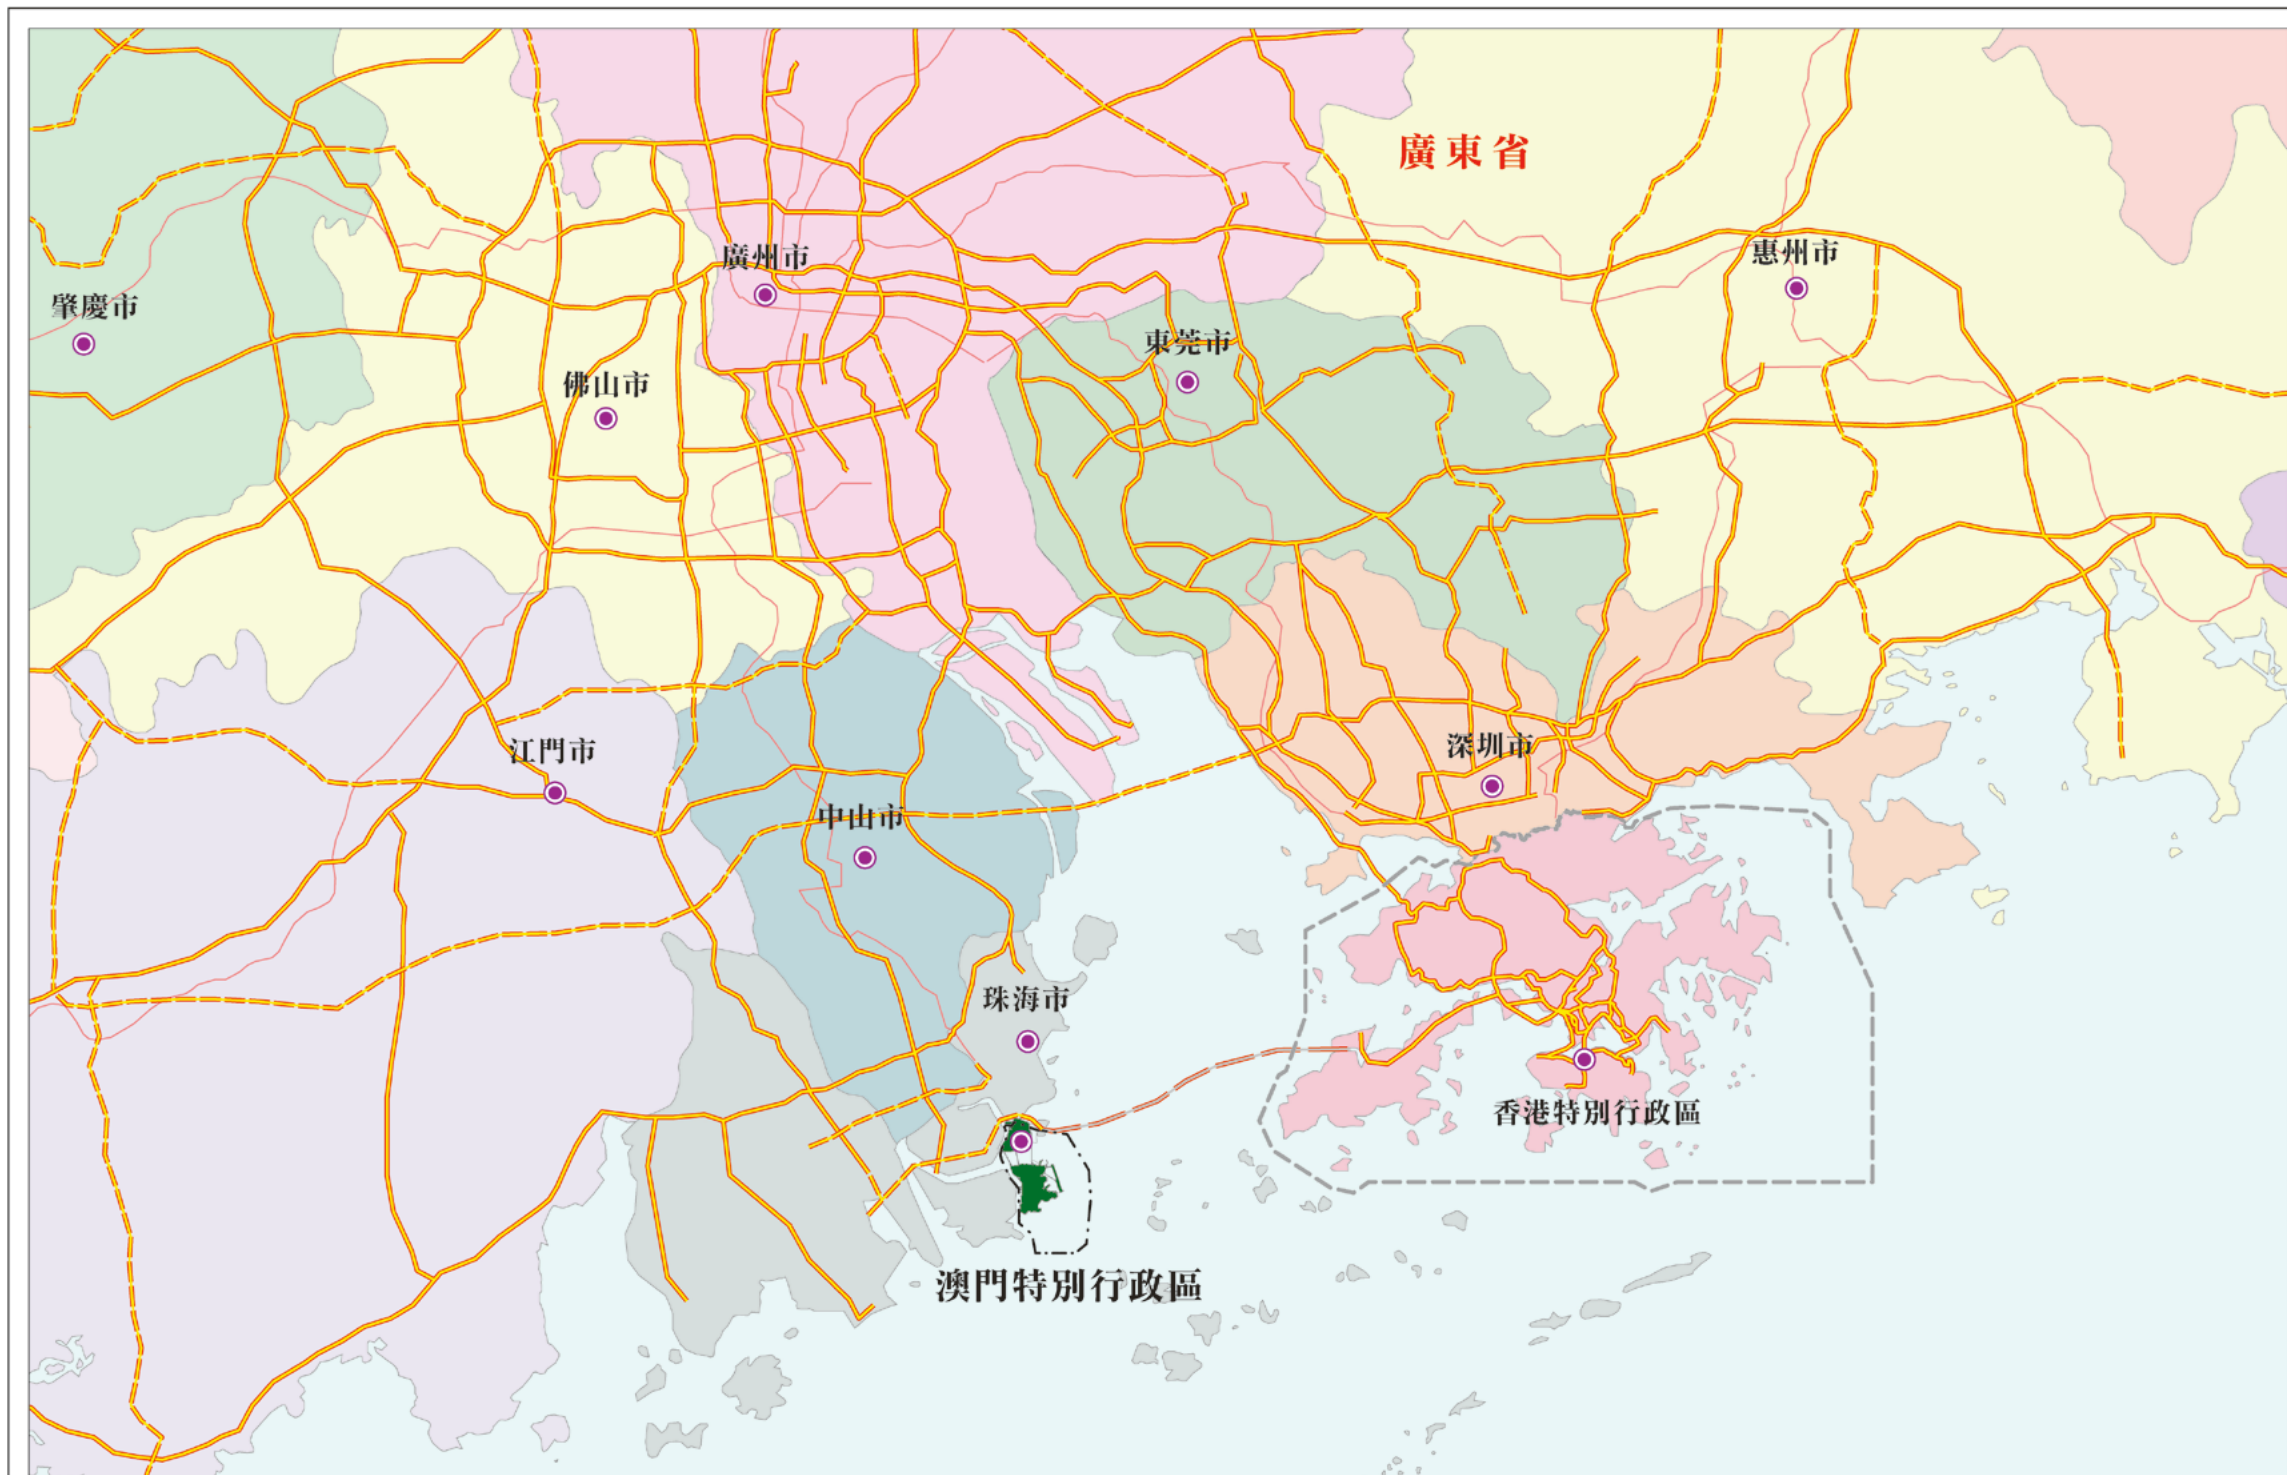 廣東省
廣州市
惠州市
肇慶市
東莞市
佛山市
江門市
深圳市
中山市
珠海市
香港特別行政區
澳門特別行政區